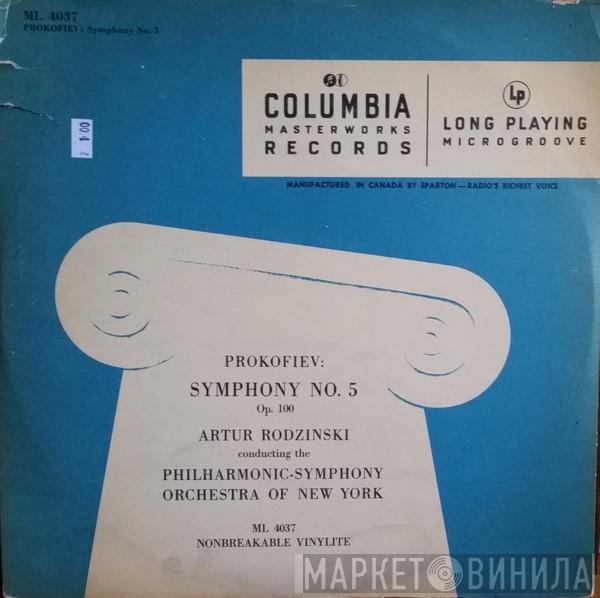 ML 4037
PROKOFIEV: Symphony No. 5
COLUMBIA
MASTERWORKS
RECORDS
Lp
LONG PLAYING
MICROGROOVE
MANUFACTURED IN CANADA BY SPARTON—RADIO'S RICHEST VOICE
PROKOFIEV:
SYMPHONY NO. 5
Op. 100
ARTUR RODZINSKI
conducting the
PHILHARMONIC-SYMPHONY
ORCHESTRA OF NEW YORK
ML 4037
NONBREAKABLE VINYLITE
МАРКЕТ ВИНИЛА